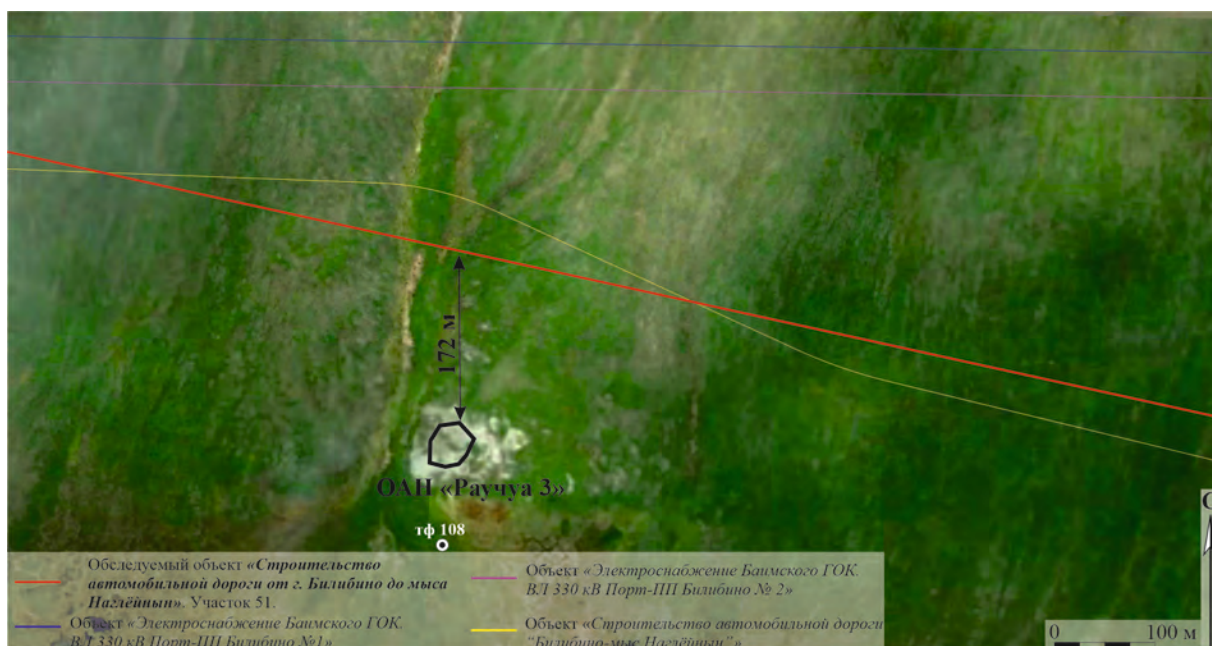 172 м
ОАН «Раучуа 3»
тф 108
Обследуемый объект «Строительство
автомобильной дороги от г. Билибино до мыса
Наглёйнын». Участок 51.
Объект «Электроснабжение Баимского ГОК.
ВЛ 330 кВ Порт-ПП Билибино №1»
Объект «Электроснабжение Баимского ГОК.
ВЛ 330 кВ Порт-ПП Билибино № 2»
Объект «Строительство автомобильной дороги
"Билибино-мыс Наглёйнын"»
С
0 100 м